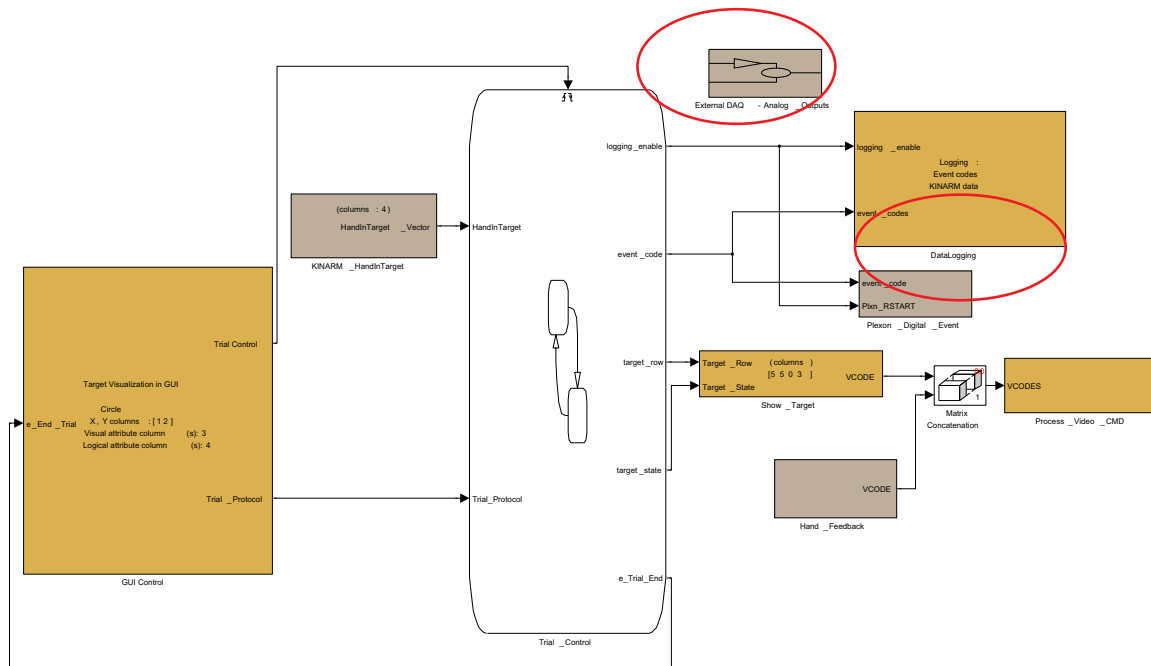 External DAQ - Analog _Outputs
logging _enable
logging _enable
Logging :
Event codes
KINARM data
event _codes
DataLogging
(columns : 4)
HandInTarget _Vector
KINARM _HandInTarget
HandInTarget
event _code
event _code
Plxn_RSTART
Plexon _Digital _Event
Trial Control
Target Visualization in GUI
Circle
X, Y columns : [ 1 2 ]
Visual attribute column (s): 3
Logical attribute column (s): 4
e_End _Trial
Trial _Protocol
GUI Control
target _row
Target _Row (columns )
[5 5 0 3 ]
Target _State
VCODE
Show _Target
1
Matrix
Concatenation
VCODES
Process _Video _CMD
target _state
Trial_Protocol
VCODE
Hand _Feedback
e_Trial_End
Trial _Control